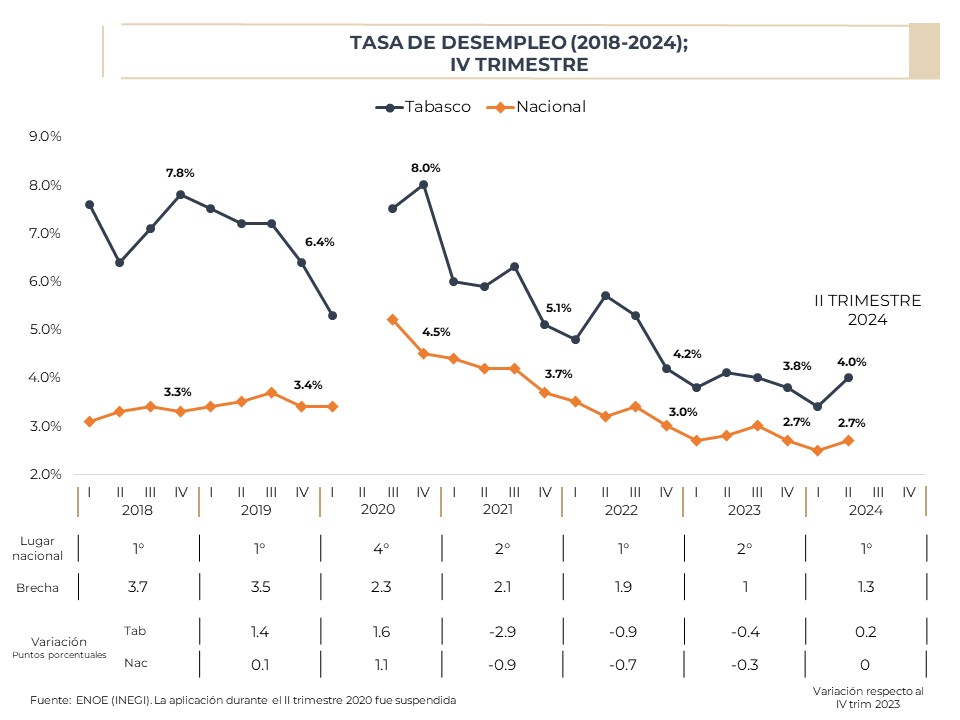 TASA DE DESEMPLEO (2018-2024);
IV TRIMESTRE
Tabasco Nacional
9.0%
8.0%
7.0%
6.0%
5.0%
4.0%
3.0%
2.0%
7.8%
6.4%
8.0%
5.1%
4.2%
3.8%
4.0%
3.3%
3.4%
4.5%
3.7%
3.0%
2.7%
2.7%
II TRIMESTRE
2024
I II III IV I II III IV I II III IV I II III IV I II III IV I II III IV I II III IV
2018 2019 2020 2021 2022 2023 2024
Lugar
nacional
1° 1° 4° 2° 1° 2° 1°
Brecha 3.7 3.5 2.3 2.1 1.9 1 1.3
Variación
Puntos porcentuales
Tab 1.4 1.6 -2.9 -0.9 -0.4 0.2
Nac 0.1 1.1 -0.9 -0.7 -0.3 0
Fuente: ENOE (INEGI). La aplicación durante el II trimestre 2020 fue suspendida
Variación respecto al
IV trim 2023